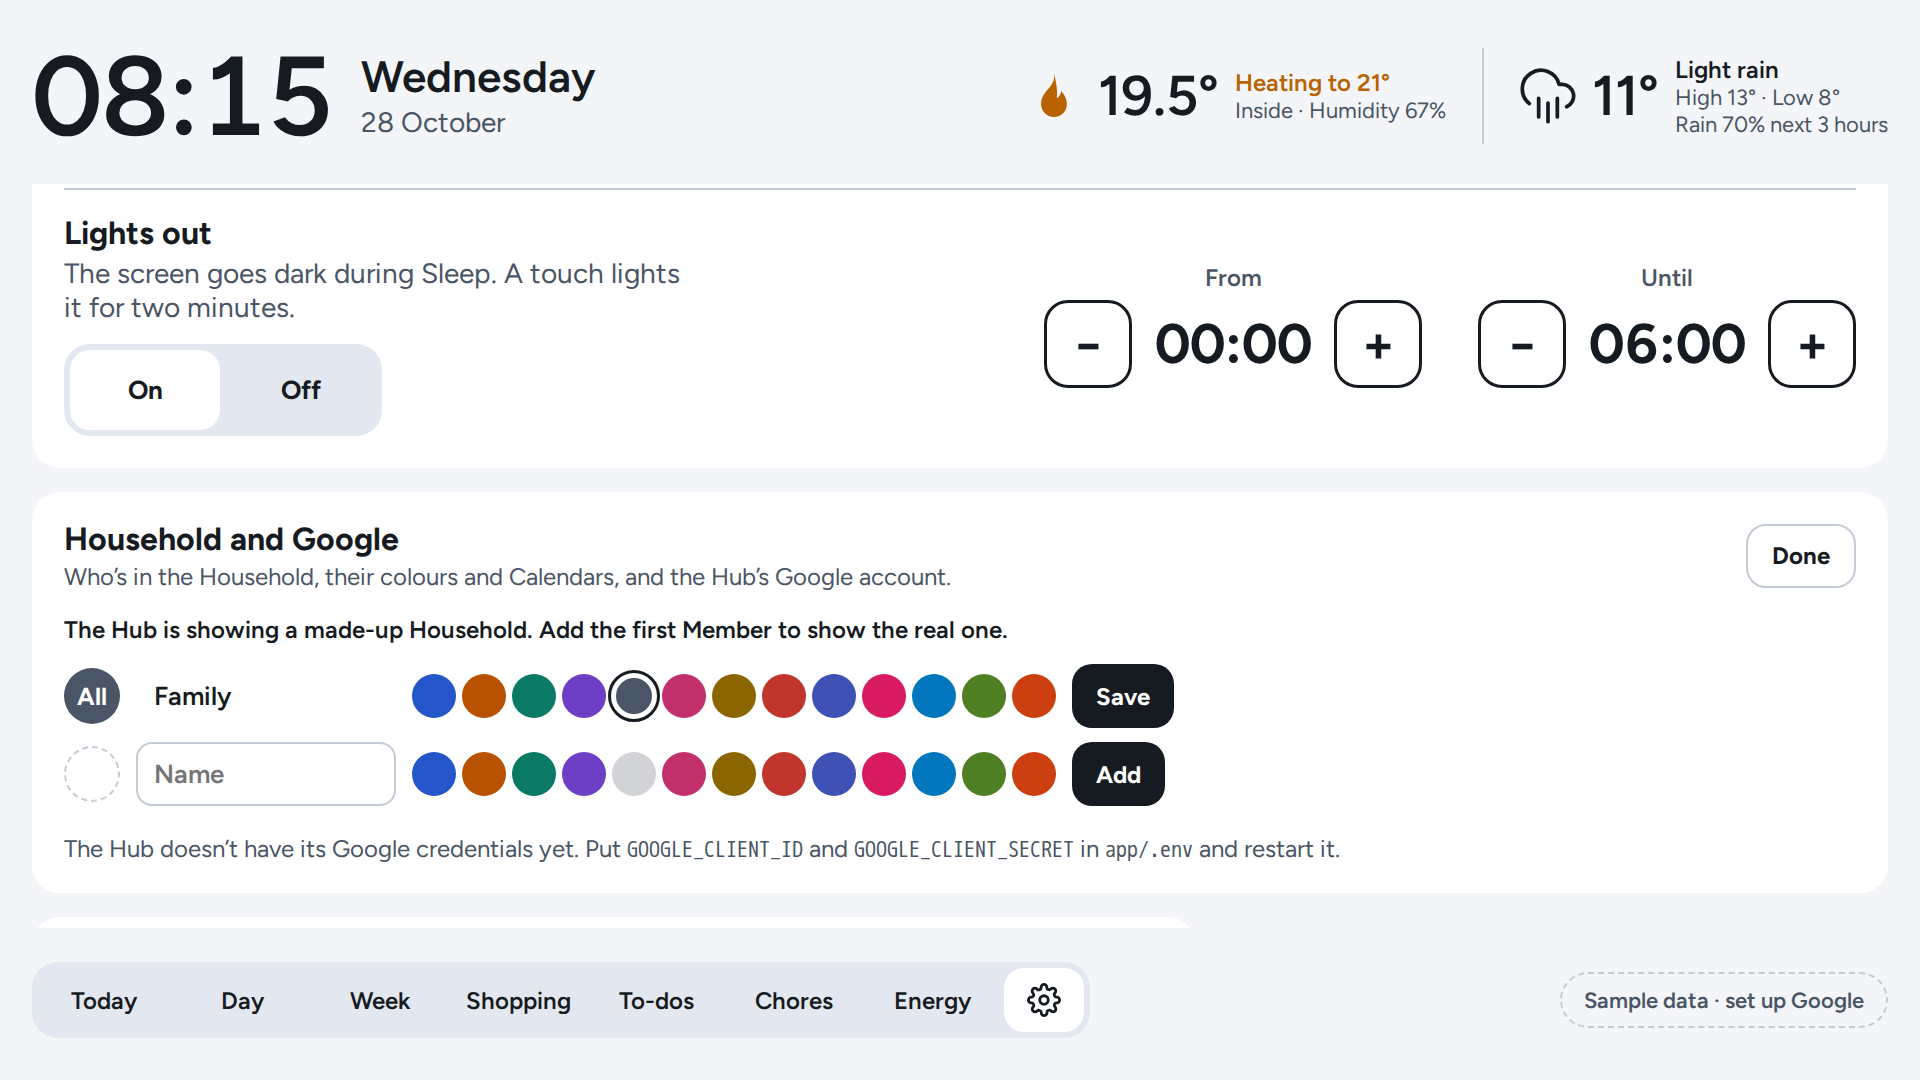 08:15
Wednesday
28 October
19.5°
Heating to 21°
Inside · Humidity 67%
11°
Light rain
High 13° · Low 8°
Rain 70% next 3 hours
Lights out
The screen goes dark during Sleep. A touch lights
it for two minutes.
On
Off
From
– 00:00 +
Until
– 06:00 +
Household and Google
Who’s in the Household, their colours and Calendars, and the Hub’s Google account.
Done
The Hub is showing a made-up Household. Add the first Member to show the real one.
All
Family
Save
Name
Add
The Hub doesn’t have its Google credentials yet. Put GOOGLE_CLIENT_ID and GOOGLE_CLIENT_SECRET in app/.env and restart it.
Today
Day
Week
Shopping
To-dos
Chores
Energy
Sample data · set up Google